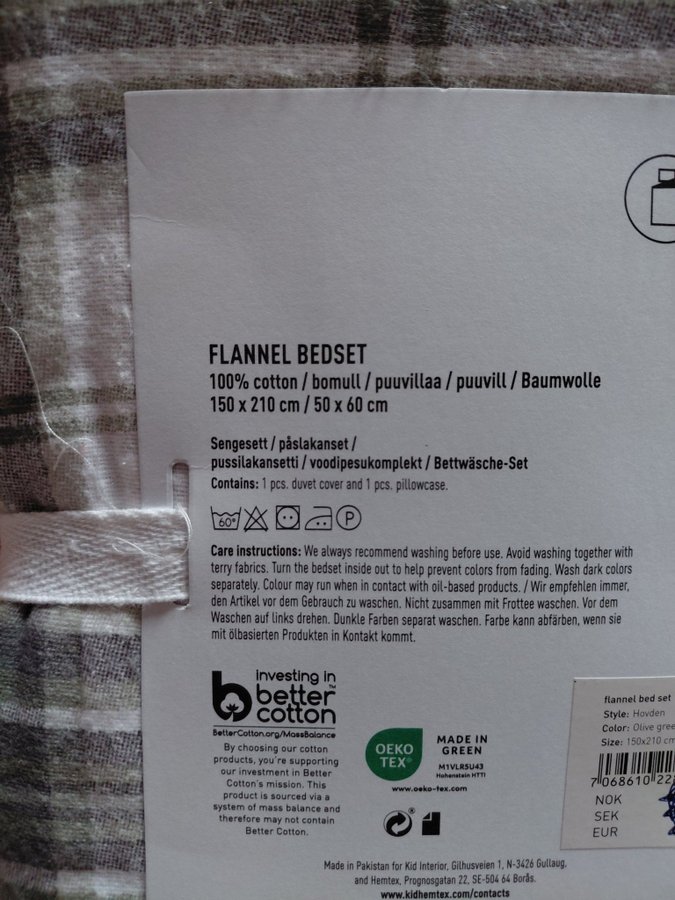 FLANNEL BEDSET
100% cotton / bomull / puuvillaa / puuvill / Baumwolle
150 x 210 cm / 50 x 60 cm
Sengesett / påslakanset /
pussilakansetti / voodipesukomplekt / Bettwäsche-Set
Contains: 1 pcs. duvet cover and 1 pcs. pillowcase.
60°
P
Care instructions: We always recommend washing before use. Avoid washing together with
terry fabrics. Turn the bedset inside out to help prevent colors from fading. Wash dark colors
separately. Colour may run when in contact with oil-based products. / Wir empfehlen immer,
den Artikel vor dem Gebrauch zu waschen. Nicht zusammen mit Frottee waschen. Vor dem
Waschen auf links drehen. Dunkle Farben separat waschen. Farbe kann abfärben, wenn sie
mit ölbasierten Produkten in Kontakt kommt.
investing in
better
cotton
TM
BetterCotton.org/MassBalance
By choosing our cotton
products, you're supporting
our investment in Better
Cotton's mission. This
product is sourced via a
system of mass balance and
therefore may not contain
Better Cotton.
OEKO
TEX®
MADE IN
GREEN
M1VLR5U43
Hohenstein HTTI
www.oeko-tex.com
flannel bed set
Style: Hovden
Color: Olive gree
Size: 150x210 cm
7 068610 22
NOK
SEK
EUR
Made in Pakistan for Kid Interior, Gilhusveien 1, N-3426 Gullaug,
and Hemtex, Prognosgatan 22, SE-504 64 Borås.
www.kidhemtex.com/contacts